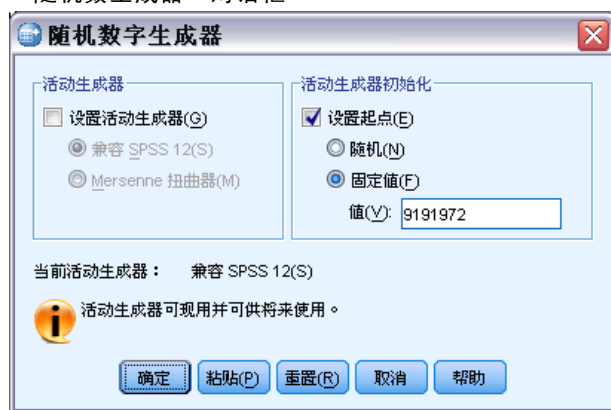 随机数字生成器
活动生成器
设置活动生成器(G)
兼容 SPSS 12(S)
Mersenne 扭曲器(M)
活动生成器初始化
设置起点(E)
随机(N)
固定值(F)
值(V): 9191972
当前活动生成器： 兼容 SPSS 12(S)
活动生成器可现用并可供将来使用。
确定 粘贴(P) 重置(R) 取消 帮助